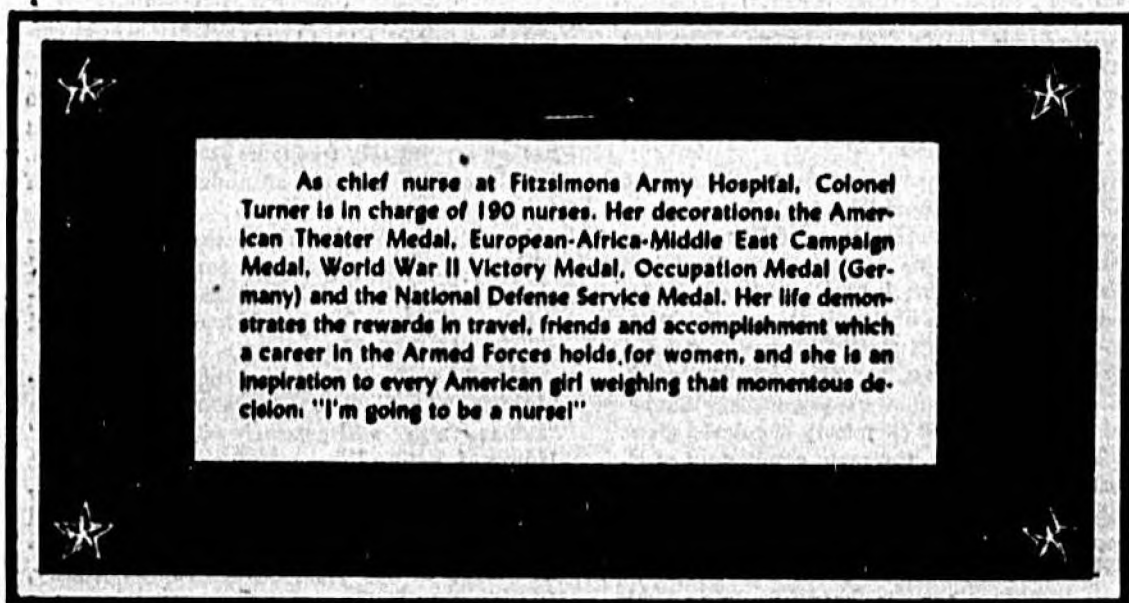 As chief nurse at Fitzsimons Army Hospital, Colonel
Turner is in charge of 190 nurses. Her decorations: the Amer-
ican Theater Medal, European-Africa-Middle East Campaign
Medal, World War II Victory Medal, Occupation Medal (Ger-
many) and the National Defense Service Medal. Her life demon-
strates the rewards in travel, friends and accomplishment which
a career in the Armed Forces holds for women, and she is an
inspiration to every American girl weighing that momentous de-
cision: "I'm going to be a nurse!"